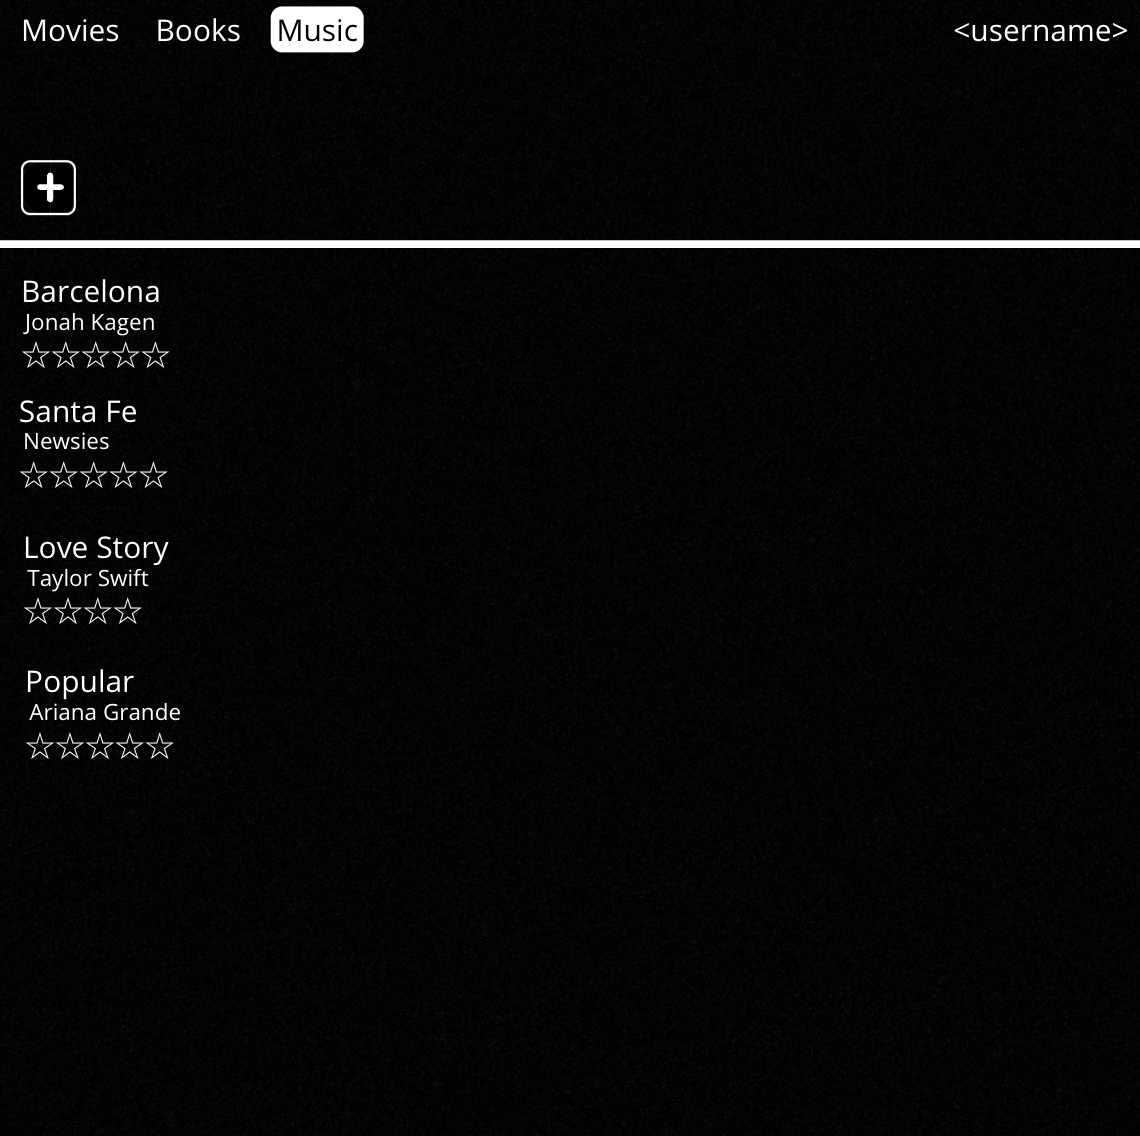 Movies Books Music <username>
+
Barcelona
Jonah Kagen
☆☆☆☆☆
Santa Fe
Newsies
☆☆☆☆☆
Love Story
Taylor Swift
☆☆☆☆
Popular
Ariana Grande
☆☆☆☆☆